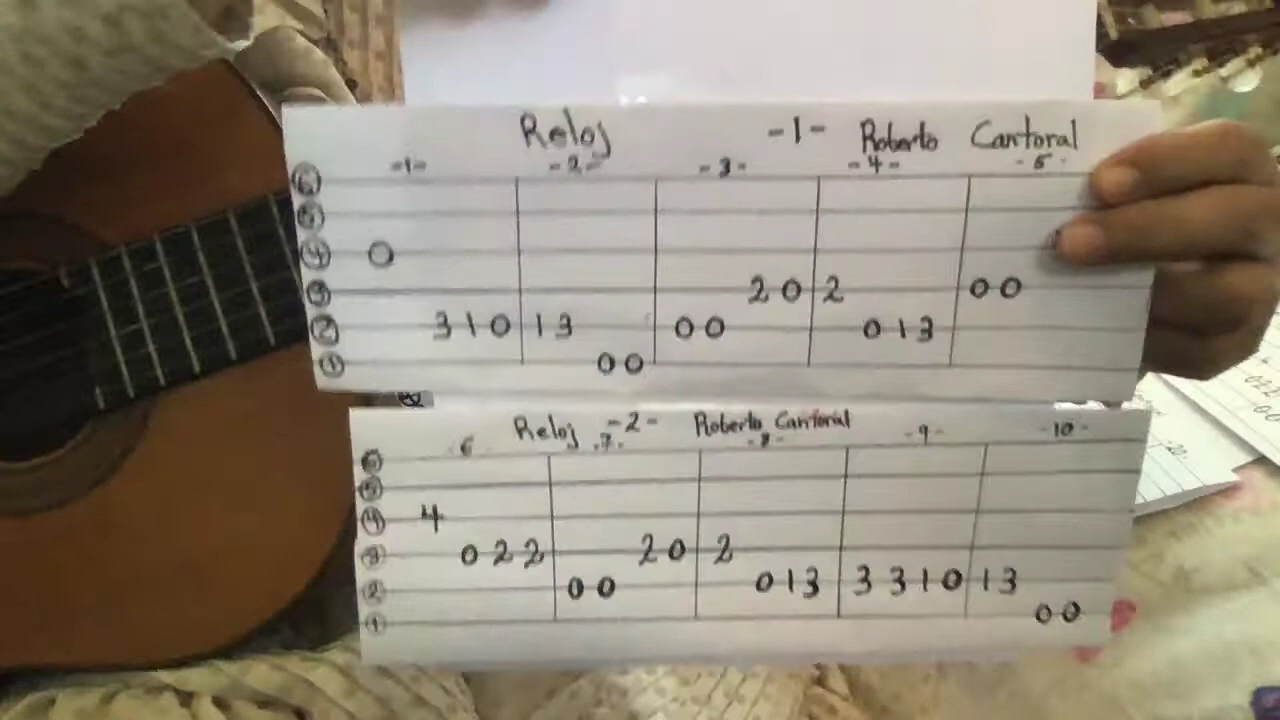 Reloj -1- Roberto Cantoral
-1- -2- -3- -4- -5-
6
5
4 0
3 2 0 2 0 0
2 3 1 0 1 3 0 0 0 1 3
1 0 0
Reloj -2- Roberto Cantoral
6 -7- -8- -9- -10-
6
5
4 4
3 0 2 2 2 0 2
2 0 0 0 1 3 3 3 1 0 1 3
1 0 0
-20-